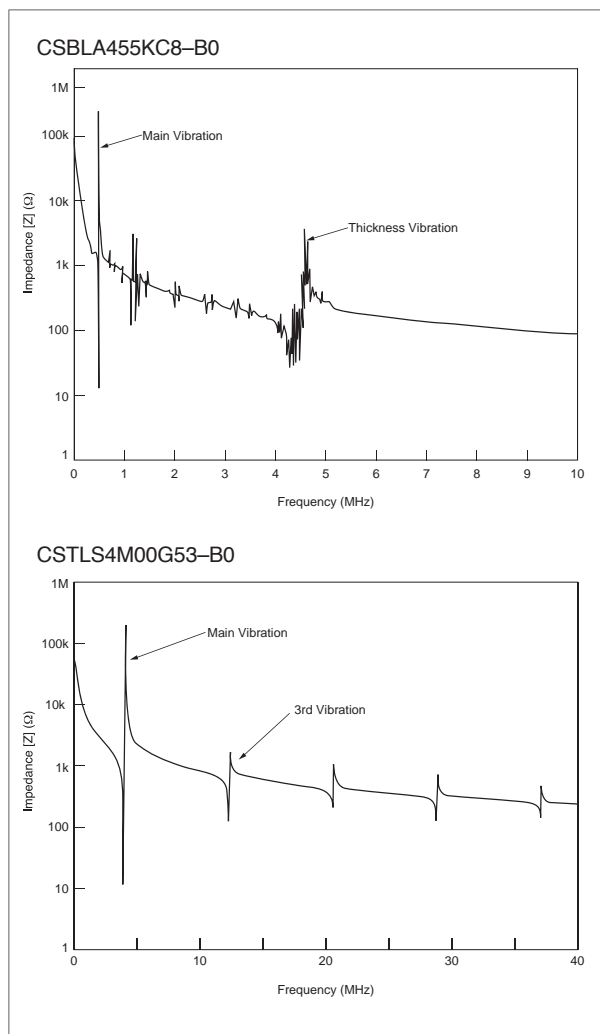 CSBLA455KC8–B0
1M
100k
10k
1k
100
10
1
Impedance [Z] (Ω)
Main Vibration
Thickness Vibration
0 1 2 3 4 5 6 7 8 9 10
Frequency (MHz)
CSTLS4M00G53–B0
1M
100k
10k
1k
100
10
1
Impedance [Z] (Ω)
Main Vibration
3rd Vibration
0 10 20 30 40
Frequency (MHz)